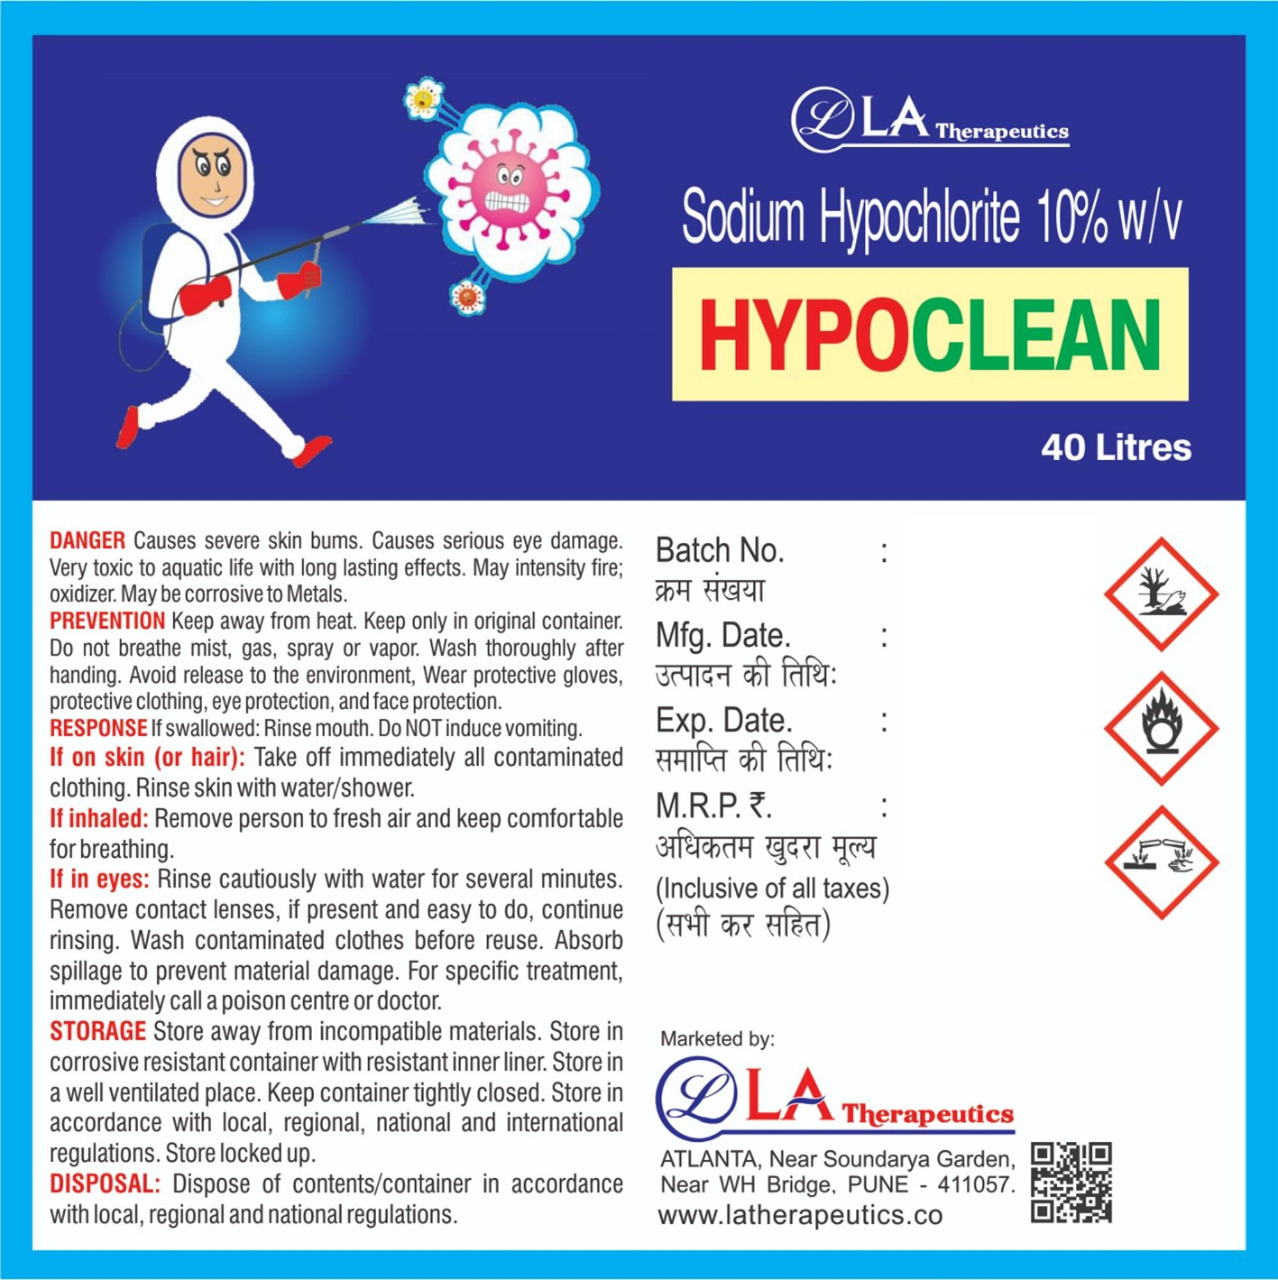 LA Therapeutics
Sodium Hypochlorite 10% w/v
HYPOCLEAN
40 Litres
DANGER Causes severe skin bums. Causes serious eye damage.
Very toxic to aquatic life with long lasting effects. May intensity fire;
oxidizer. May be corrosive to Metals.
PREVENTION Keep away from heat. Keep only in original container.
Do not breathe mist, gas, spray or vapor. Wash thoroughly after
handing. Avoid release to the environment, Wear protective gloves,
protective clothing, eye protection, and face protection.
RESPONSE If swallowed: Rinse mouth. Do NOT induce vomiting.
If on skin (or hair): Take off immediately all contaminated
clothing. Rinse skin with water/shower.
If inhaled: Remove person to fresh air and keep comfortable
for breathing.
If in eyes: Rinse cautiously with water for several minutes.
Remove contact lenses, if present and easy to do, continue
rinsing. Wash contaminated clothes before reuse. Absorb
spillage to prevent material damage. For specific treatment,
immediately call a poison centre or doctor.
STORAGE Store away from incompatible materials. Store in
corrosive resistant container with resistant inner liner. Store in
a well ventilated place. Keep container tightly closed. Store in
accordance with local, regional, national and international
regulations. Store locked up.
DISPOSAL: Dispose of contents/container in accordance
with local, regional and national regulations.
Batch No. :
क्रम संखया
Mfg. Date. :
उत्पादन की तिथि:
Exp. Date. :
समाप्ति की तिथि:
M.R.P. ₹. :
अधिकतम खुदरा मूल्य
(Inclusive of all taxes)
(सभी कर सहित)
Marketed by:
LA Therapeutics
ATLANTA, Near Soundarya Garden,
Near WH Bridge, PUNE - 411057.
www.latherapeutics.co